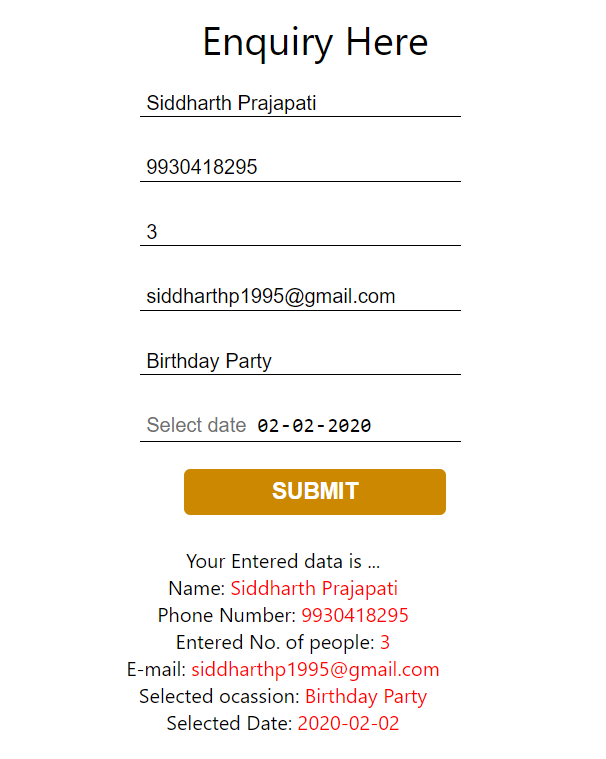 Enquiry Here
Siddharth Prajapati
9930418295
3
siddharthp1995@gmail.com
Birthday Party
Select date 02-02-2020
SUBMIT
Your Entered data is ...
Name: Siddharth Prajapati
Phone Number: 9930418295
Entered No. of people: 3
E-mail: siddharthp1995@gmail.com
Selected ocassion: Birthday Party
Selected Date: 2020-02-02